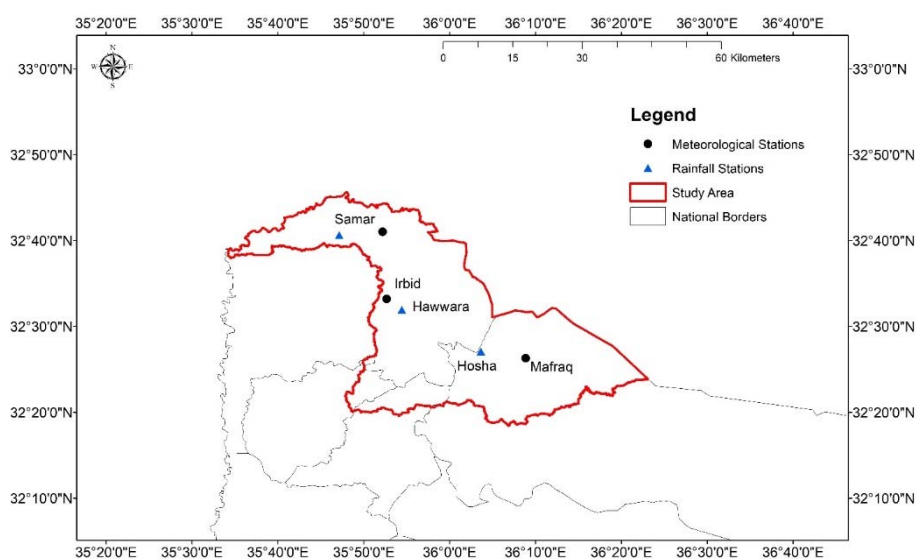 35°20'0"E 35°30'0"E 35°40'0"E 35°50'0"E 36°0'0"E 36°10'0"E 36°20'0"E 36°30'0"E 36°40'0"E
N
W E
S
0 15 30 60 Kilometers
33°0'0"N 33°0'0"N
Legend
Meteorological Stations
Rainfall Stations
Study Area
National Borders
32°50'0"N 32°50'0"N
Samar
32°40'0"N 32°40'0"N
Irbid
Hawwara
32°30'0"N 32°30'0"N
Hosha
Mafraq
32°20'0"N 32°20'0"N
32°10'0"N 32°10'0"N
35°20'0"E 35°30'0"E 35°40'0"E 35°50'0"E 36°0'0"E 36°10'0"E 36°20'0"E 36°30'0"E 36°40'0"E